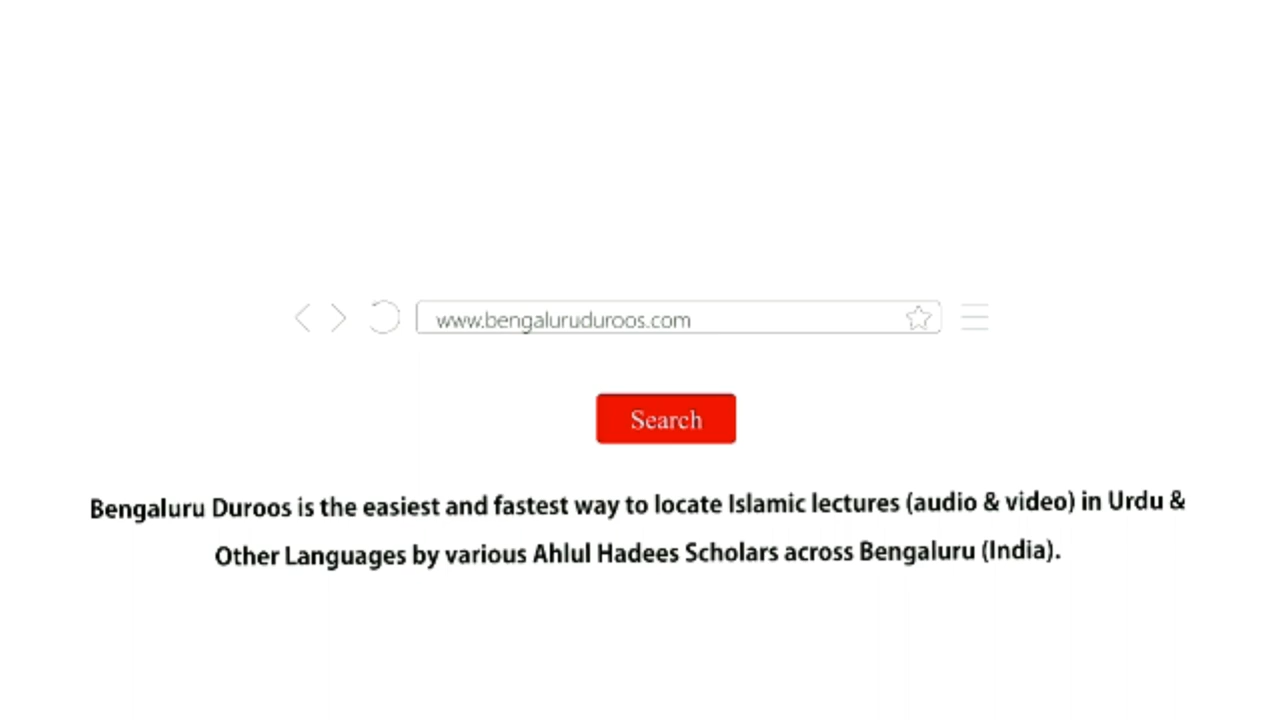 www.bengaluruduroos.com
Search
Bengaluru Duroos is the easiest and fastest way to locate Islamic lectures (audio & video) in Urdu &
Other Languages by various Ahlul Hadees Scholars across Bengaluru (India).